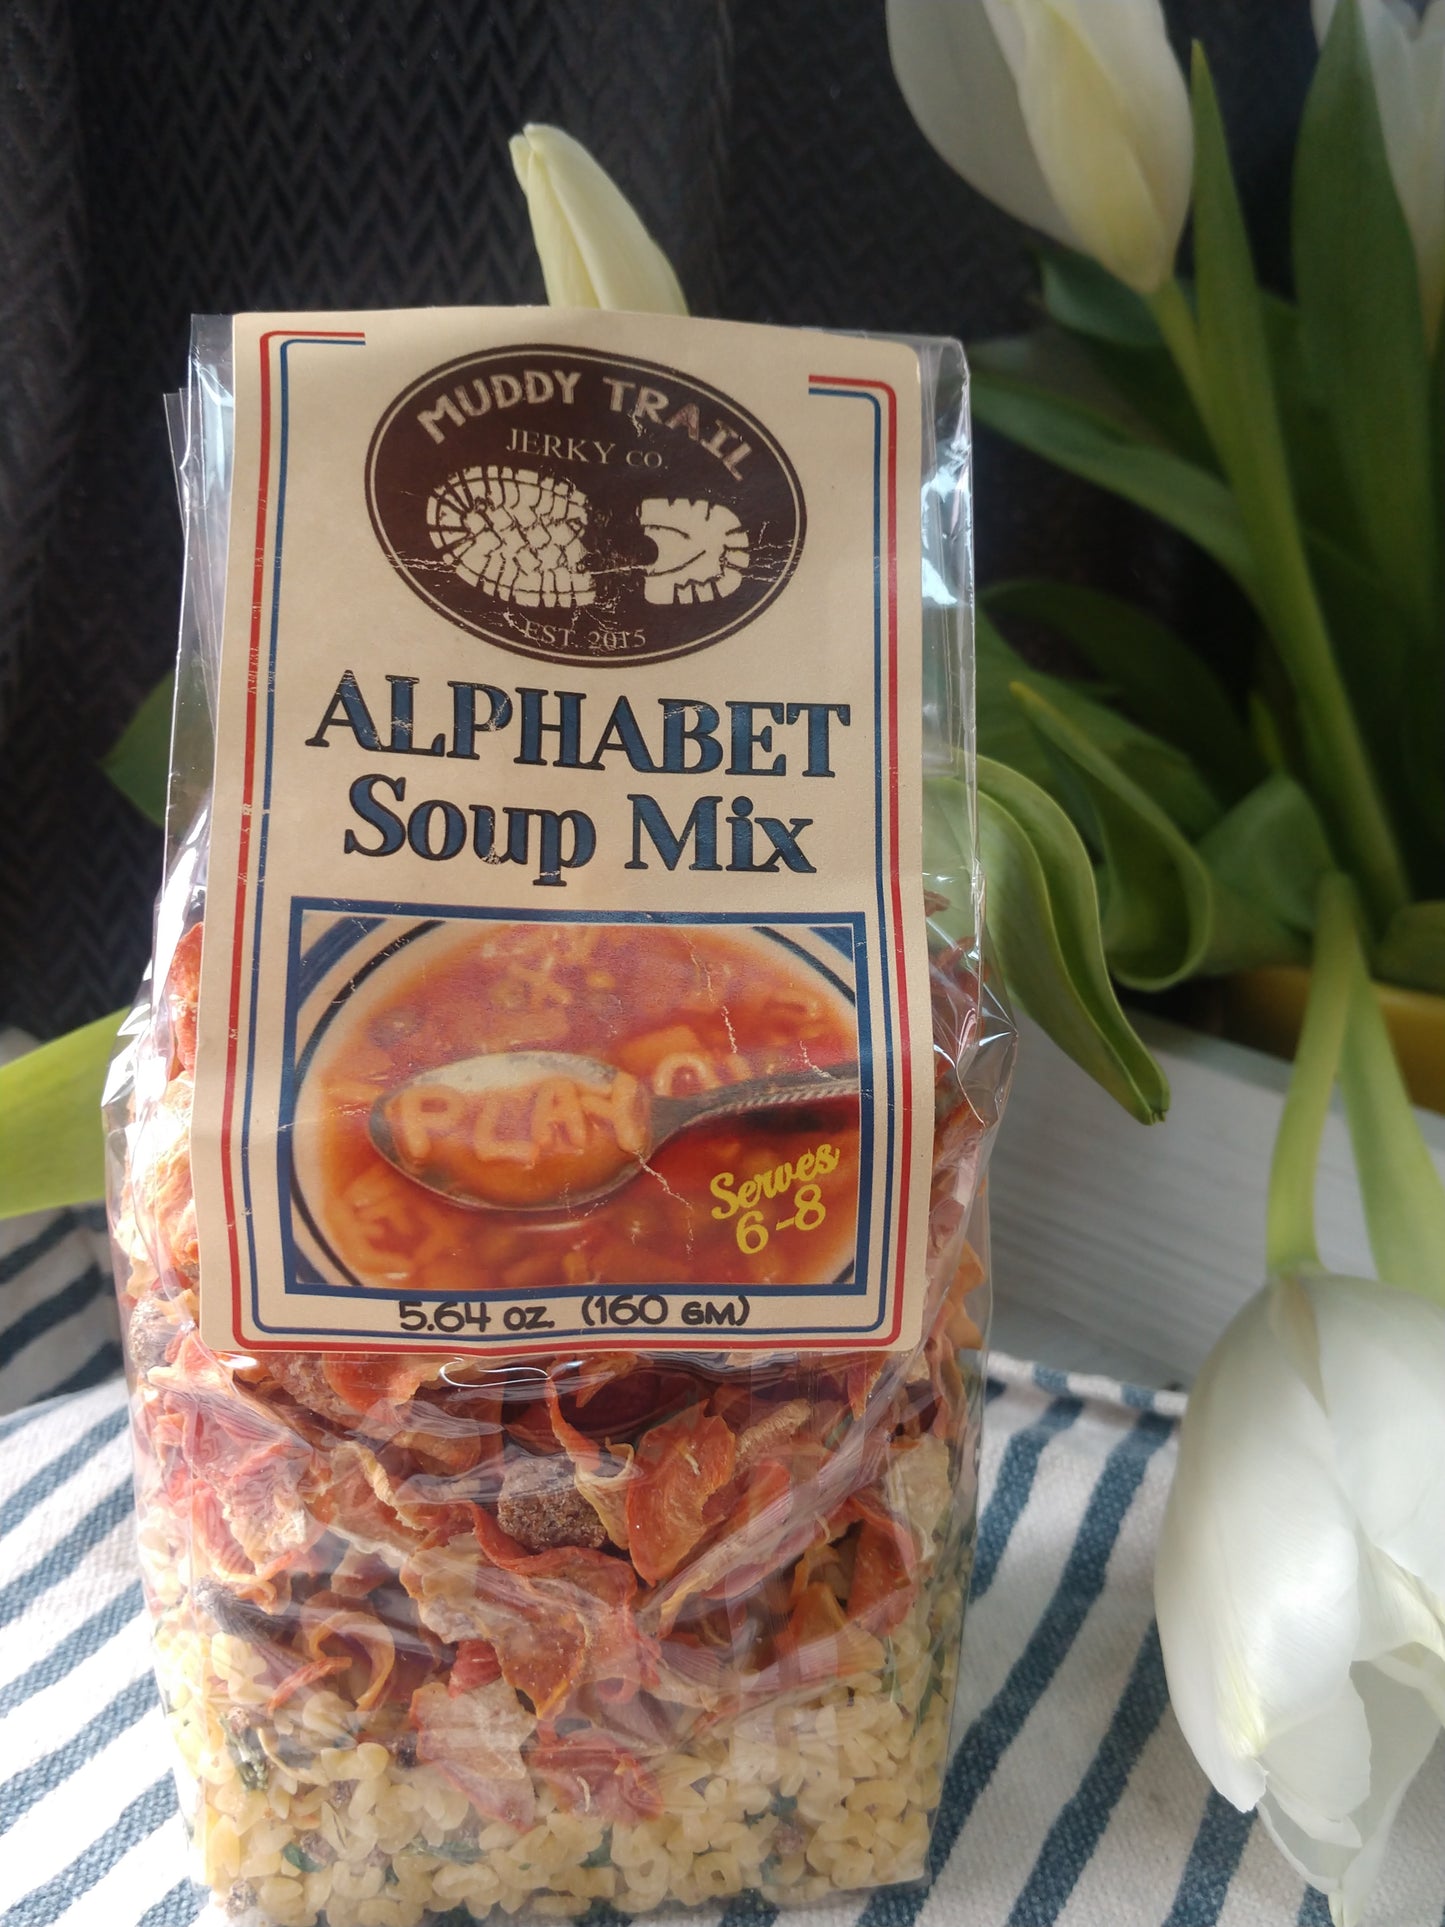 MUDDY TRAIL
JERKY CO.
EST. 2015
ALPHABET
Soup Mix
PLAY
Serves
6-8
5.64 oz. (160 GM)